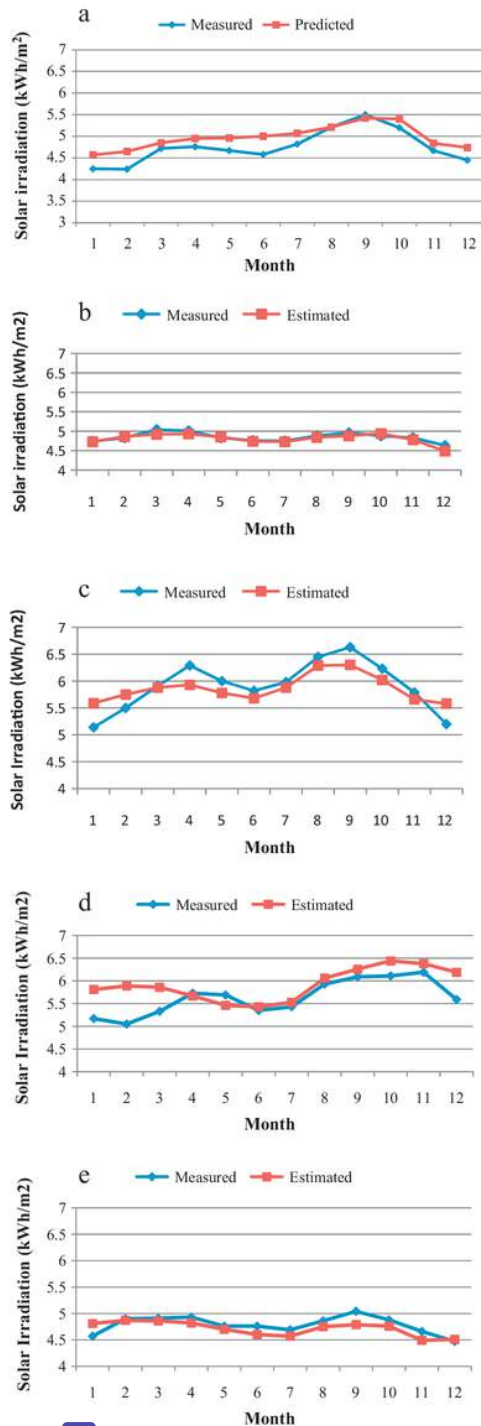 a
Measured Predicted
Solar irradiation (kWh/m²)
7
6.5
6
5.5
5
4.5
4
3.5
3
1 2 3 4 5 6 7 8 9 10 11 12
Month
b
Measured Estimated
Solar irradiation (kWh/m2)
7
6.5
6
5.5
5
4.5
4
1 2 3 4 5 6 7 8 9 10 11 12
Month
c
Measured Estimated
Solar Irradiation (kWh/m2)
7
6.5
6
5.5
5
4.5
4
1 2 3 4 5 6 7 8 9 10 11 12
Month
d
Measured Estimated
Solar Irradiation (kWh/m2)
7
6.5
6
5.5
5
4.5
4
1 2 3 4 5 6 7 8 9 10 11 12
Month
e
Measured Estimated
Solar Irradiation (kWh/m2)
7
6.5
6
5.5
5
4.5
4
1 2 3 4 5 6 7 8 9 10 11 12
Month